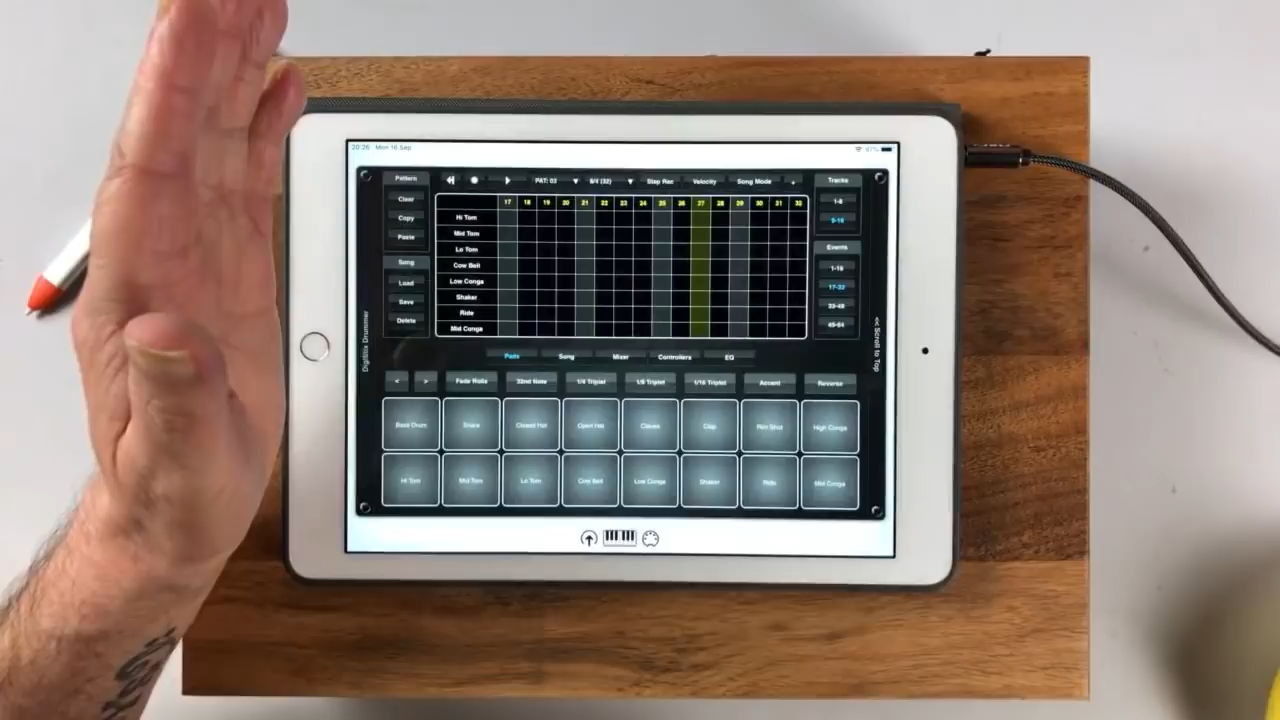 20:26 Mon 16 Sep
97%
Pattern
PAT: 03
Step Rec
Velocity
Song Mode
+
Tracks
Clear
17 18 19 20 21 22 23 24 25 26 27 28 29 30 31 32
1-8
Copy
Hi Tom
9-16
Paste
Mid Tom
Lo Tom
Events
Song
Cow Bell
1-16
Load
Low Conga
17-32
Save
Shaker
33-48
Delete
Ride
49-64
Mid Conga
DigiStix Drummer
<< Scroll to Top
Pads Song Mixer Controllers EQ
< > Fade Rolls 32nd Note 1/4 Triplet 1/8 Triplet 1/16 Triplet Accent Reverse
Bass Drum Snare Closed Hat Open Hat Claves Clap Rim Shot High Conga
Hi Tom Mid Tom Lo Tom Cow Bell Low Conga Shaker Ride Mid Conga